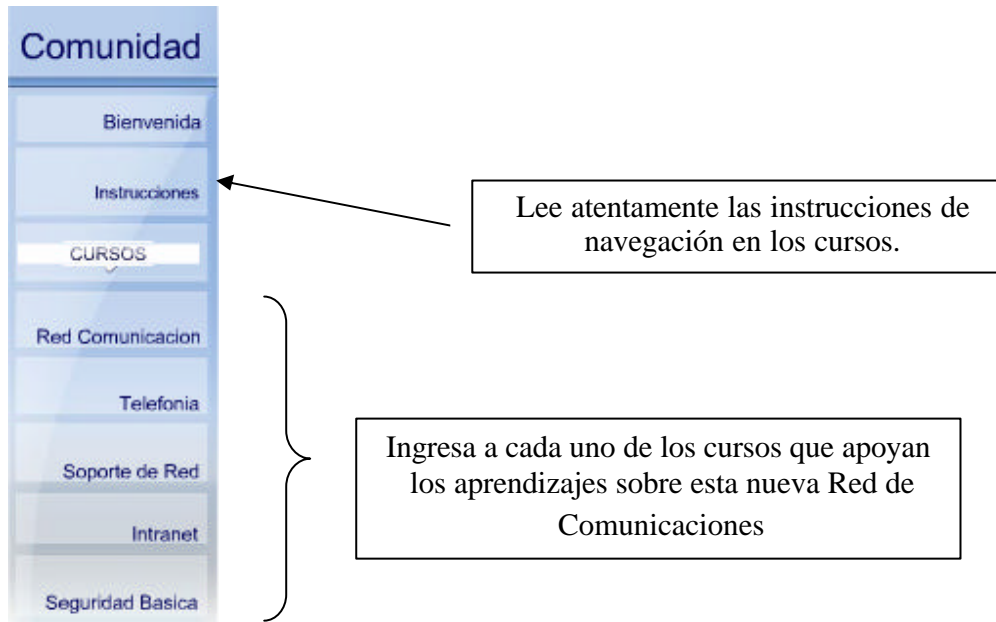 Comunidad
Bienvenida
Instrucciones
CURSOS
Red Comunicacion
Telefonia
Soporte de Red
Intranet
Seguridad Basica
Lee atentamente las instrucciones de
navegación en los cursos.
Ingresa a cada uno de los cursos que apoyan
los aprendizajes sobre esta nueva Red de
Comunicaciones